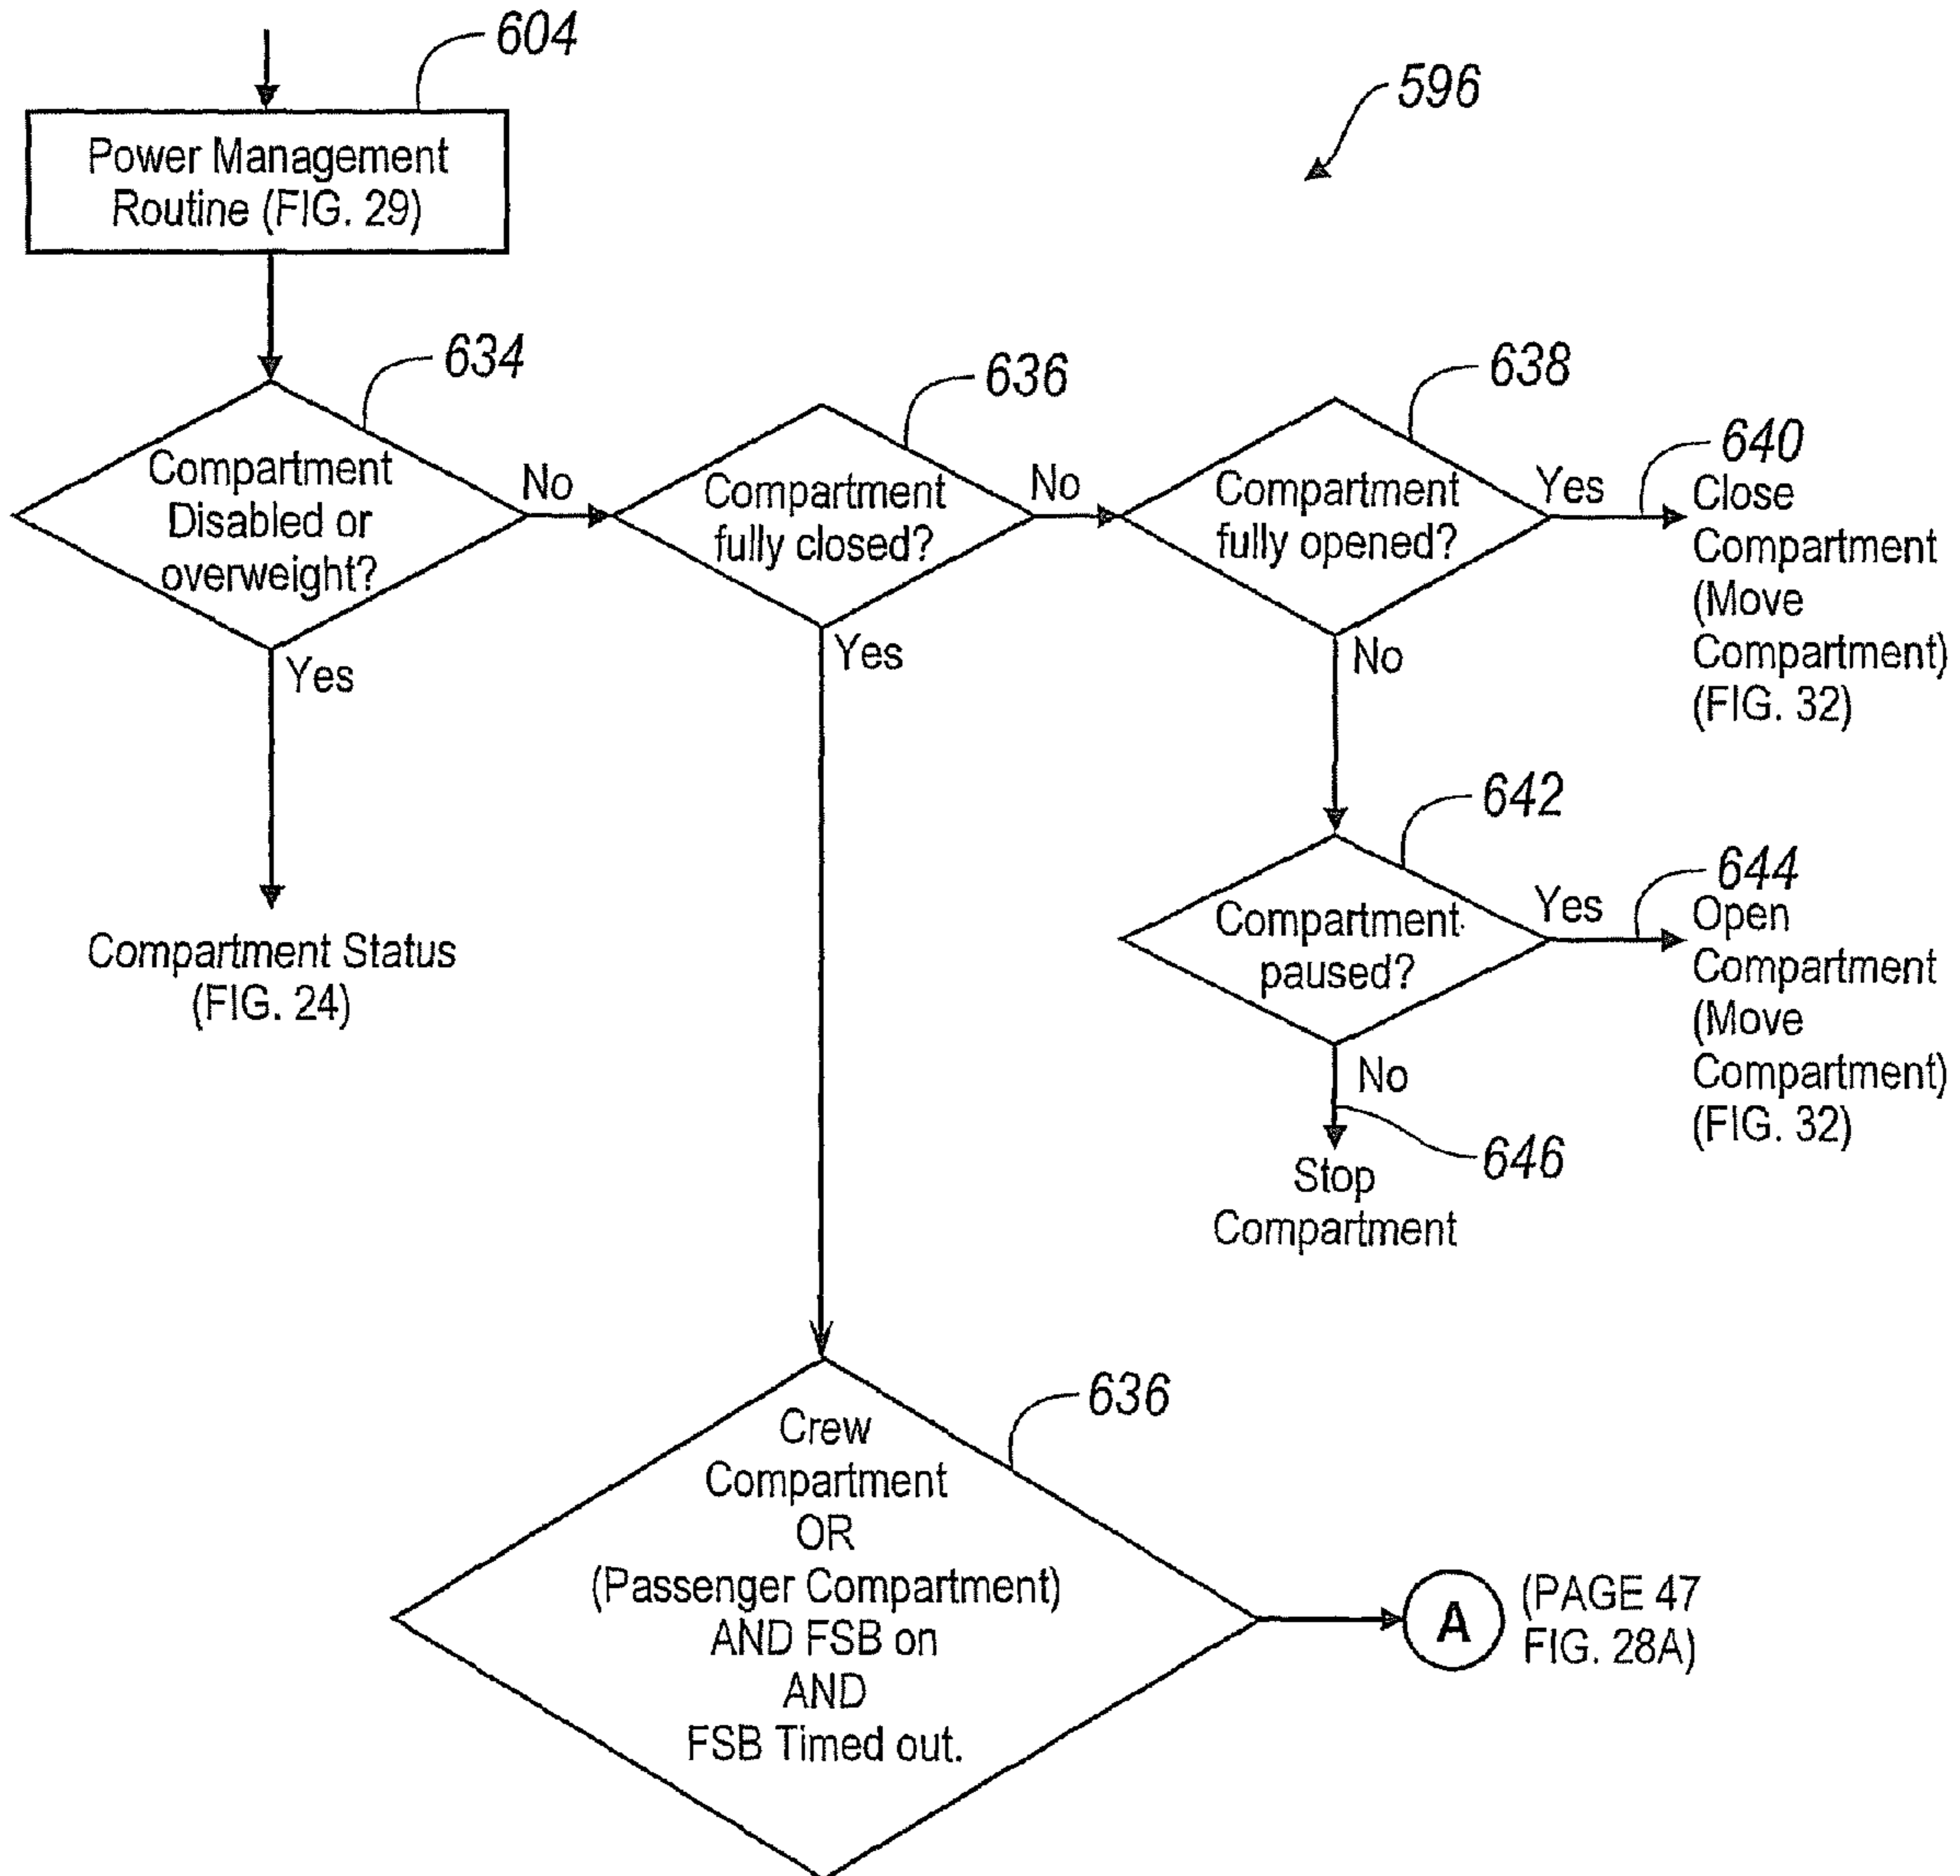 604
596
Power Management
Routine (FIG. 29)
634
636
638
640
Compartment
Disabled or
overweight?
No
Compartment
fully closed?
No
Compartment
fully opened?
Yes
Close
Compartment
(Move
Compartment)
(FIG. 32)
Yes
Yes
No
Compartment Status
(FIG. 24)
642
644
Compartment
paused?
Yes
Open
Compartment
(Move
Compartment)
(FIG. 32)
No
646
Stop
Compartment
636
Crew
Compartment
OR
(Passenger Compartment)
AND FSB on
AND
FSB Timed out.
A
(PAGE 47
FIG. 28A)